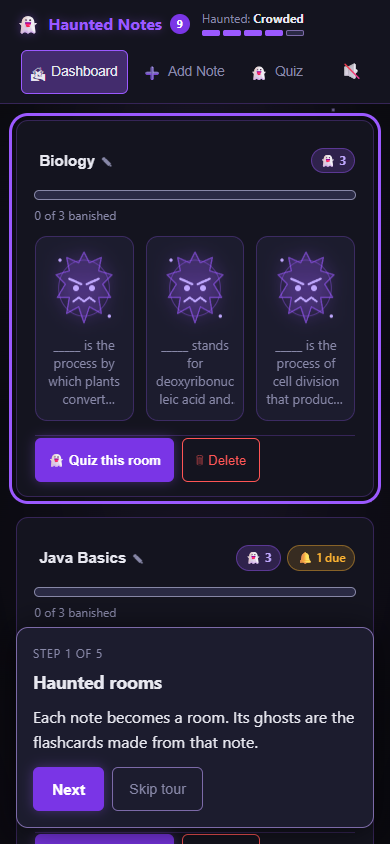 Haunted Notes 9
Haunted: Crowded
Dashboard
Add Note
Quiz
Biology
3
0 of 3 banished
_____ is the
process by
which plants
convert...
_____ stands
for
deoxyribonuc
leic acid and.
_____ is the
process of
cell division
that produc...
Quiz this room
Delete
Java Basics
3
1 due
0 of 3 banished
STEP 1 OF 5
Haunted rooms
Each note becomes a room. Its ghosts are the
flashcards made from that note.
Next
Skip tour